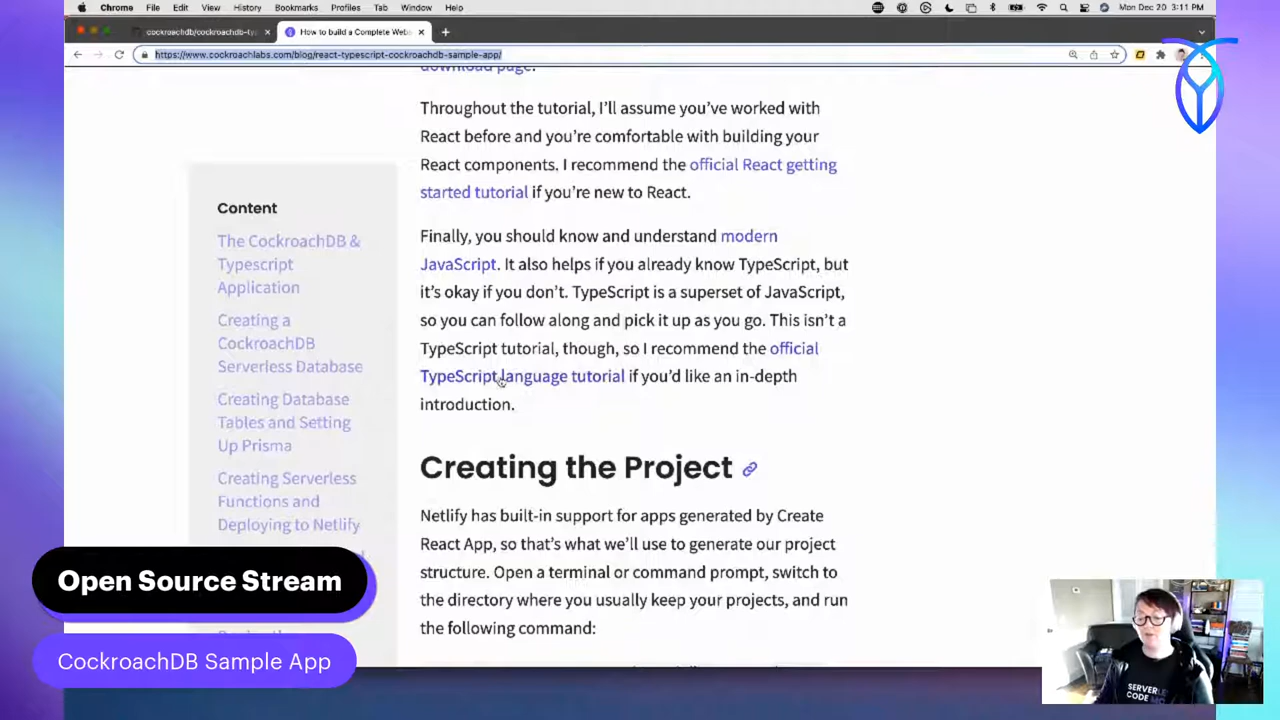 Chrome File Edit View History Bookmarks Profiles Tab Window Help Mon Dec 20 3:11 PM
cockroachdb/cockroachdb-ty
How to build a Complete Web
https://www.cockroachlabs.com/blog/react-typescript-cockroachdb-sample-app/
download page.
Throughout the tutorial, I'll assume you've worked with
React before and you're comfortable with building your
React components. I recommend the official React getting
started tutorial if you're new to React.
Finally, you should know and understand modern
JavaScript. It also helps if you already know TypeScript, but
it's okay if you don't. TypeScript is a superset of JavaScript,
so you can follow along and pick it up as you go. This isn't a
TypeScript tutorial, though, so I recommend the official
TypeScript language tutorial if you'd like an in-depth
introduction.
Creating the Project
Netlify has built-in support for apps generated by Create
React App, so that's what we'll use to generate our project
structure. Open a terminal or command prompt, switch to
the directory where you usually keep your projects, and run
the following command:
Content
The CockroachDB &
Typescript
Application
Creating a
CockroachDB
Serverless Database
Creating Database
Tables and Setting
Up Prisma
Creating Serverless
Functions and
Deploying to Netlify
Open Source Stream
CockroachDB Sample App
CODE